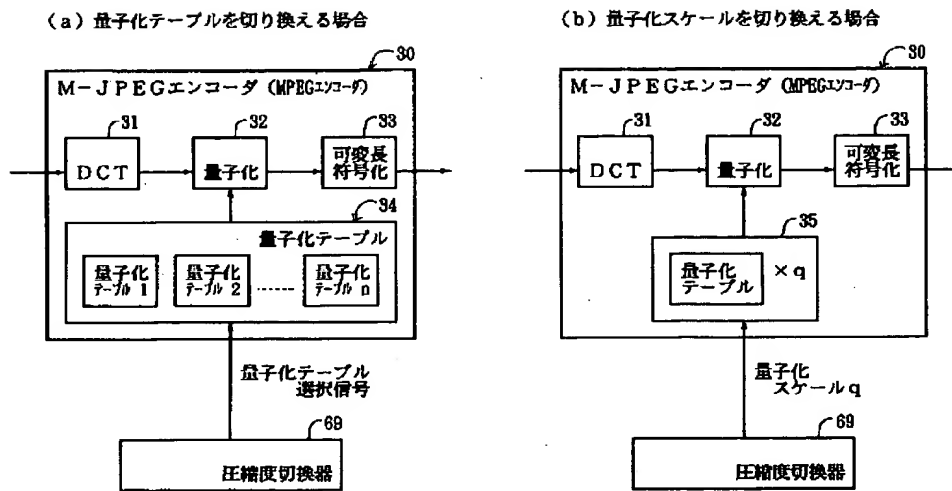 (a) 量子化テーブルを切り換える場合
30
M-JPEGエンコーダ (MPEGエンコーダ)
31
32
33
DCT
量子化
可変長
符号化
34
量子化テーブル
量子化
テーブル 1
量子化
テーブル 2
……
量子化
テーブル n
量子化テーブル
選択信号
69
圧縮度切換器
(b) 量子化スケールを切り換える場合
30
M-JPEGエンコーダ (MPEGエンコーダ)
31
32
33
DCT
量子化
可変長
符号化
35
量子化
テーブル
×q
量子化
スケールq
69
圧縮度切換器